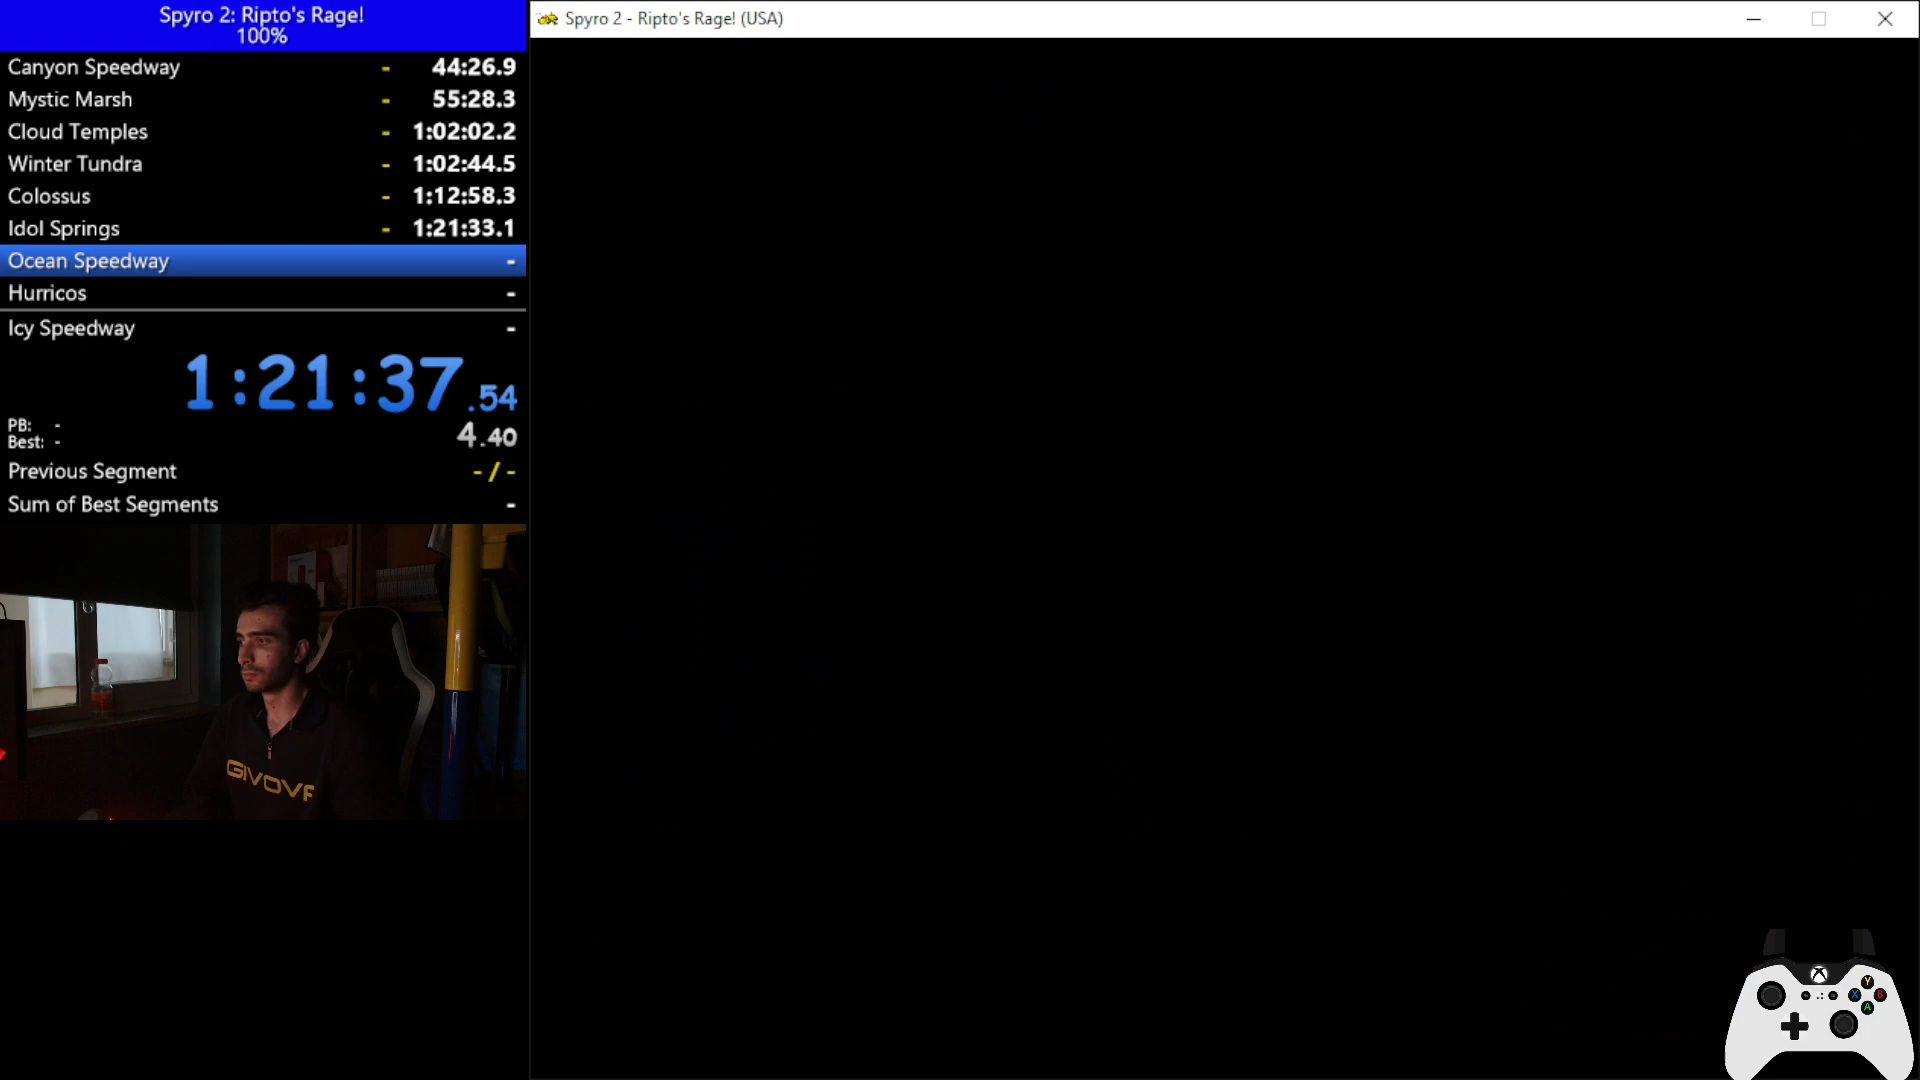 Spyro 2: Ripto's Rage!
100%
Canyon Speedway - 44:26.9
Mystic Marsh - 55:28.3
Cloud Temples - 1:02:02.2
Winter Tundra - 1:02:44.5
Colossus - 1:12:58.3
Idol Springs - 1:21:33.1
Ocean Speedway -
Hurricos -
Icy Speedway -
1:21:37.54
PB: -
Best: -
4.40
Previous Segment - / -
Sum of Best Segments -
Spyro 2 - Ripto's Rage! (USA)
GIVOVA
Y
X
B
A